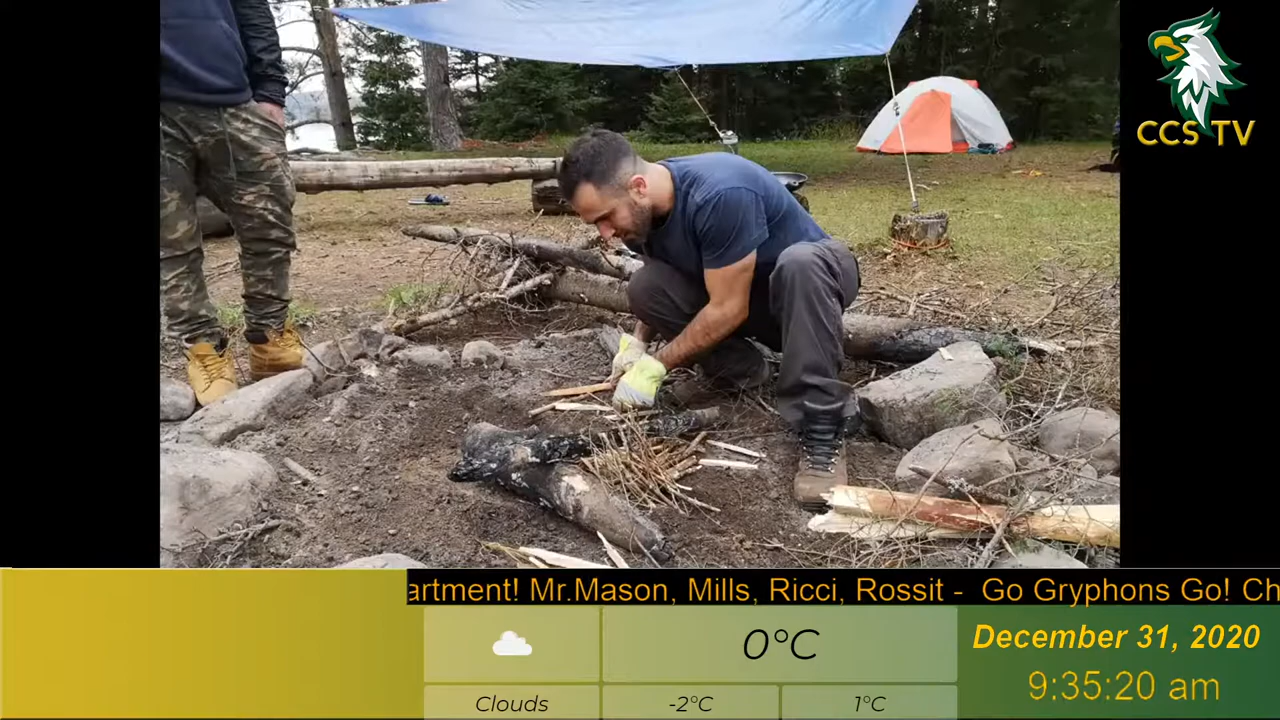 CCS TV
artment! Mr.Mason, Mills, Ricci, Rossit - Go Gryphons Go! Ch
0°C
December 31, 2020
9:35:20 am
Clouds
-2°C
1°C